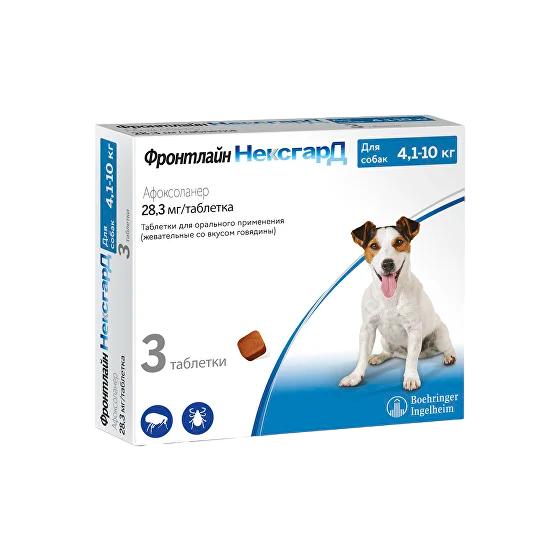 Фронтлайн НексгарД
Для собак 4,1-10 кг
Афоксоланер
28,3 мг/таблетка
Таблетки для орального применения
(жевательные со вкусом говядины)
3 таблетки
Boehringer
Ingelheim
Фронтлайн НексгарД
Для собак 4,1-10 кг
Афоксоланер
28,3 мг/таблетка
3 таблетки